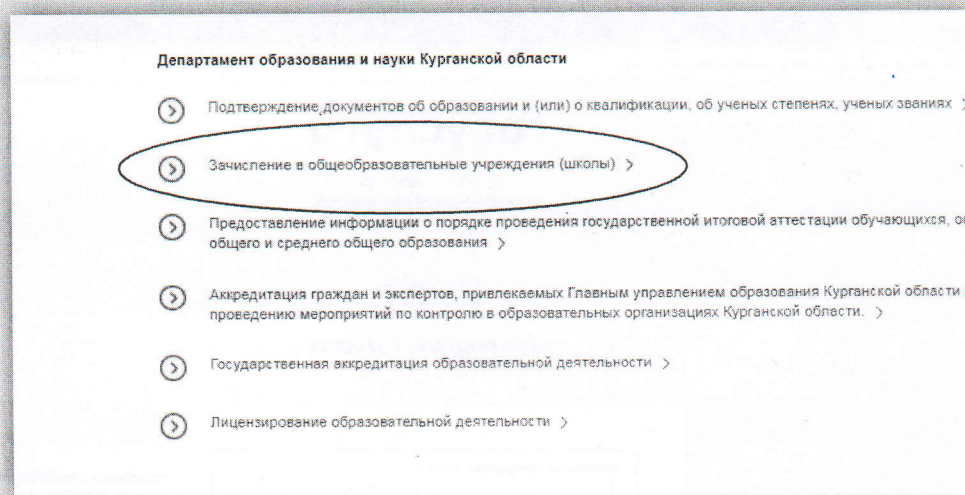 Департамент образования и науки Курганской области
Подтверждение документов об образовании и (или) о квалификации, об ученых степенях, ученых званиях
Зачисление в общеобразовательные учреждения (школы)
Предоставление информации о порядке проведения государственной итоговой аттестации обучающихся,
общего и среднего общего образования
Аккредитация граждан и экспертов, привлекаемых Главным управлением образования Курганской области
проведению мероприятий по контролю в образовательных организациях Курганской области.
Государственная аккредитация образовательной деятельности
Лицензирование образовательной деятельности